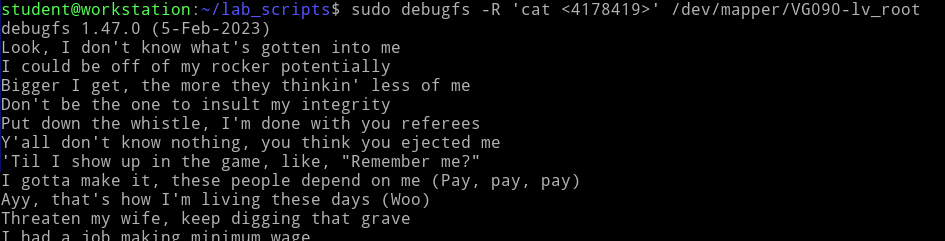 student@workstation:~/lab_scripts$ sudo debugfs -R 'cat <4178419>' /dev/mapper/VG090-lv_root
debugfs 1.47.0 (5-Feb-2023)
Look, I don't know what's gotten into me
I could be off of my rocker potentially
Bigger I get, the more they thinkin' less of me
Don't be the one to insult my integrity
Put down the whistle, I'm done with you referees
Y'all don't know nothing, you think you ejected me
'Til I show up in the game, like, "Remember me?"
I gotta make it, these people depend on me (Pay, pay, pay)
Ayy, that's how I'm living these days (Woo)
Threaten my wife, keep digging that grave
I had a job making minimum wage